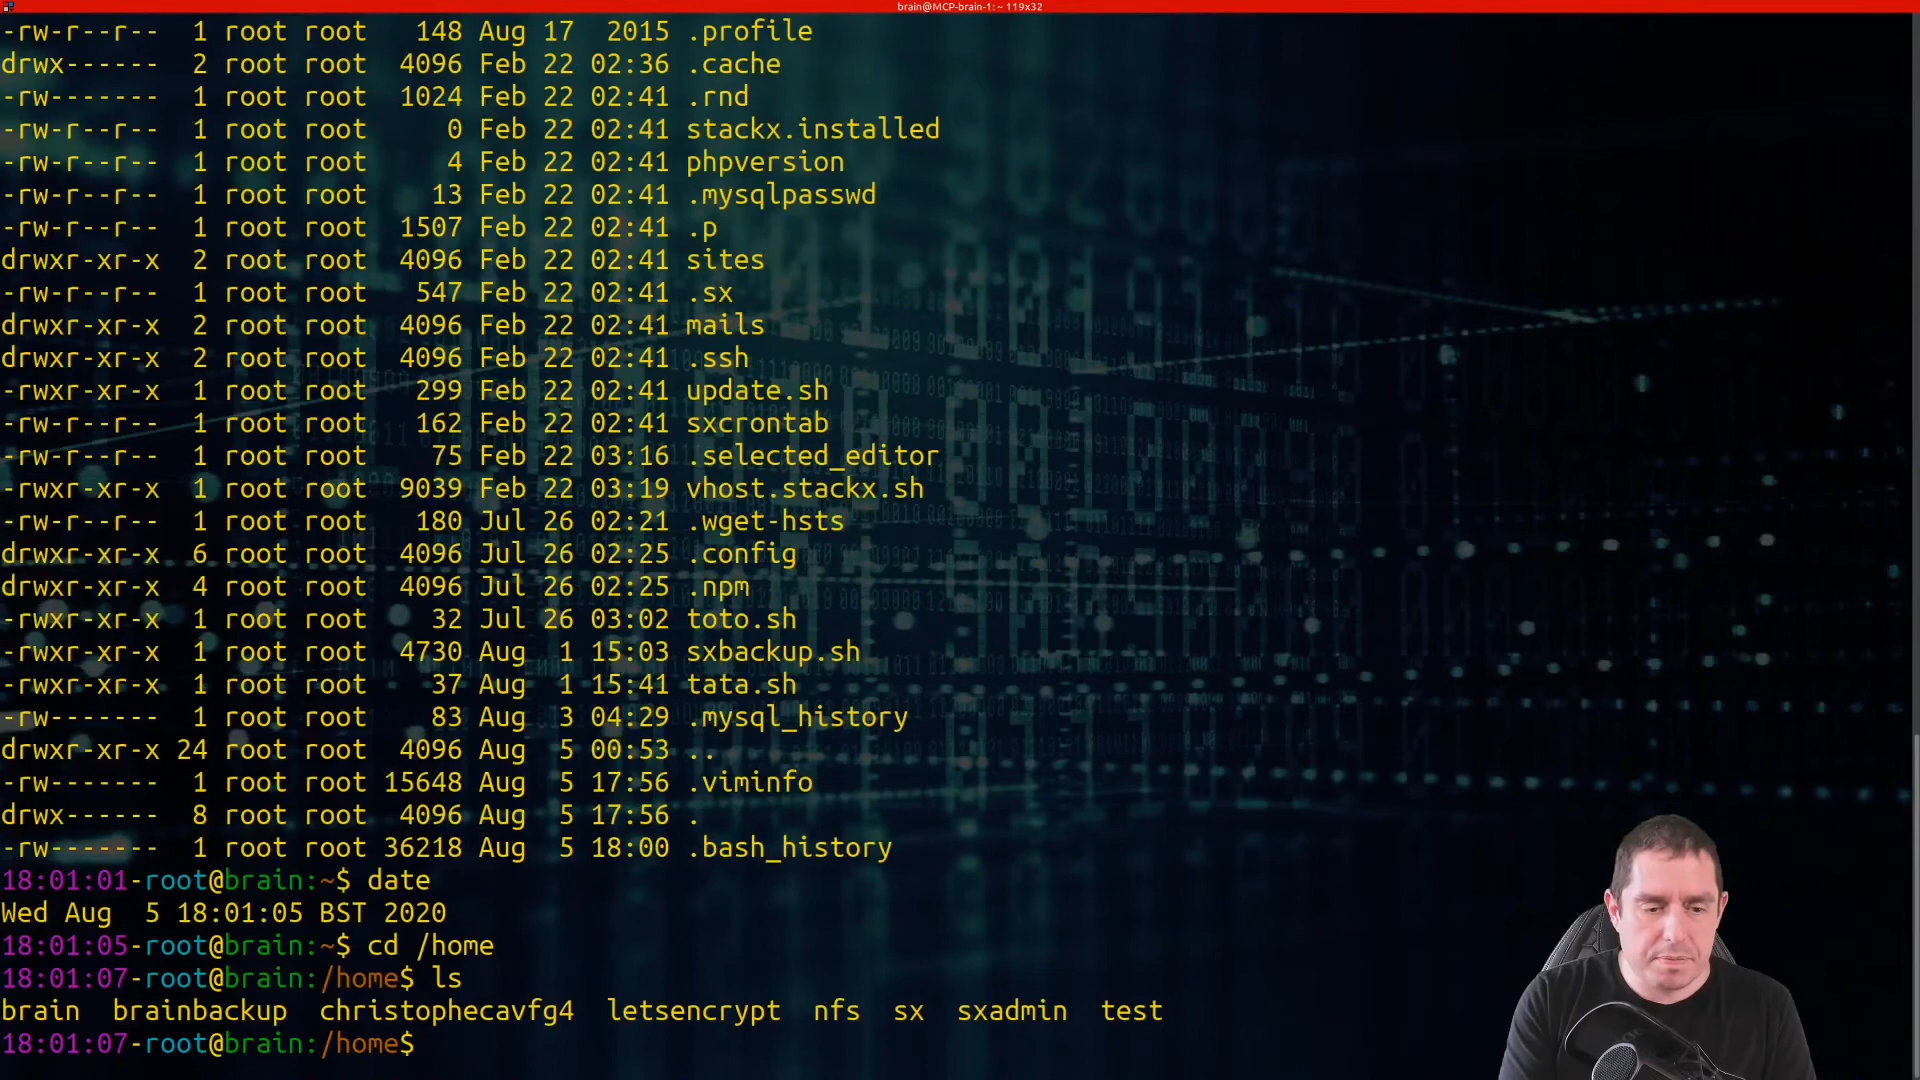 brain@MCP-brain-1: ~ 119x32
-rw-r--r--  1 root root   148 Aug 17  2015 .profile
drwx------  2 root root  4096 Feb 22 02:36 .cache
-rw-------  1 root root  1024 Feb 22 02:41 .rnd
-rw-r--r--  1 root root     0 Feb 22 02:41 stackx.installed
-rw-r--r--  1 root root     4 Feb 22 02:41 phpversion
-rw-r--r--  1 root root    13 Feb 22 02:41 .mysqlpasswd
-rw-r--r--  1 root root  1507 Feb 22 02:41 .p
drwxr-xr-x  2 root root  4096 Feb 22 02:41 sites
-rw-r--r--  1 root root   547 Feb 22 02:41 .sx
drwxr-xr-x  2 root root  4096 Feb 22 02:41 mails
drwxr-xr-x  2 root root  4096 Feb 22 02:41 .ssh
-rwxr-xr-x  1 root root   299 Feb 22 02:41 update.sh
-rw-r--r--  1 root root   162 Feb 22 02:41 sxcrontab
-rw-r--r--  1 root root    75 Feb 22 03:16 .selected_editor
-rwxr-xr-x  1 root root  9039 Feb 22 03:19 vhost.stackx.sh
-rw-r--r--  1 root root   180 Jul 26 02:21 .wget-hsts
drwxr-xr-x  6 root root  4096 Jul 26 02:25 .config
drwxr-xr-x  4 root root  4096 Jul 26 02:25 .npm
-rwxr-xr-x  1 root root    32 Jul 26 03:02 toto.sh
-rwxr-xr-x  1 root root  4730 Aug  1 15:03 sxbackup.sh
-rwxr-xr-x  1 root root    37 Aug  1 15:41 tata.sh
-rw-------  1 root root    83 Aug  3 04:29 .mysql_history
drwxr-xr-x 24 root root  4096 Aug  5 00:53 ..
-rw-------  1 root root 15648 Aug  5 17:56 .viminfo
drwx------  8 root root  4096 Aug  5 17:56 .
-rw-------  1 root root 36218 Aug  5 18:00 .bash_history
18:01:01-root@brain:~$ date
Wed Aug  5 18:01:05 BST 2020
18:01:05-root@brain:~$ cd /home
18:01:07-root@brain:/home$ ls
brain  brainbackup  christophecavfg4  letsencrypt  nfs  sx  sxadmin  test
18:01:07-root@brain:/home$